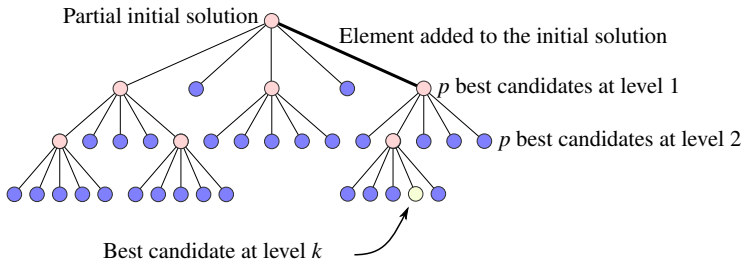 Partial initial solution
Element added to the initial solution
p best candidates at level 1
p best candidates at level 2
Best candidate at level k